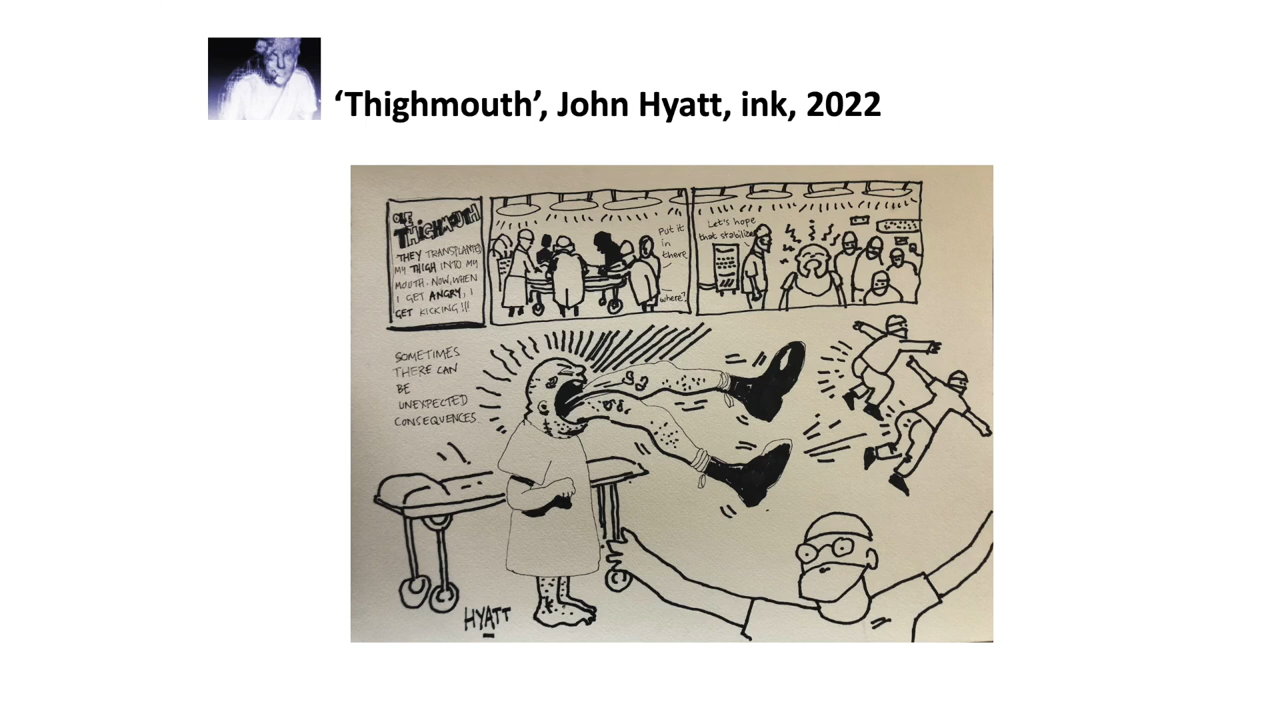 ‘Thighmouth’, John Hyatt, ink, 2022
OLE
THIGHMOUTH
THEY TRANSPLANTED
MY THIGH INTO MY
MOUTH. NOW, WHEN
I GET ANGRY, I
GET KICKING!!!
Put it
in
there
where?
Let's hope
that stabilizes
SOMETIMES
THERE CAN
BE
UNEXPECTED
CONSEQUENCES
HYATT